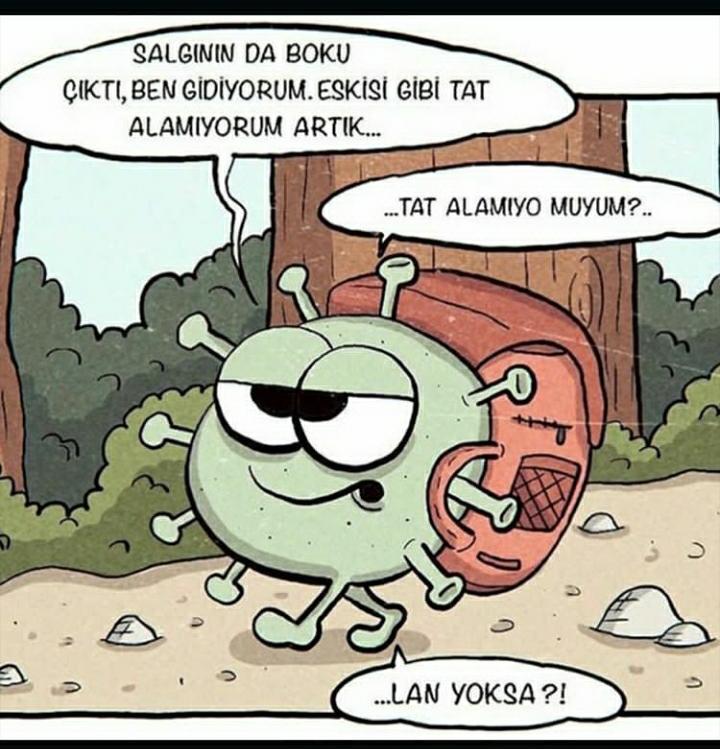 SALGININ DA BOKU
ÇIKTI, BEN GİDİYORUM. ESKİSİ GİBİ TAT
ALAMIYORUM ARTIK...
...TAT ALAMIYO MUYUM?..
...LAN YOKSA?!